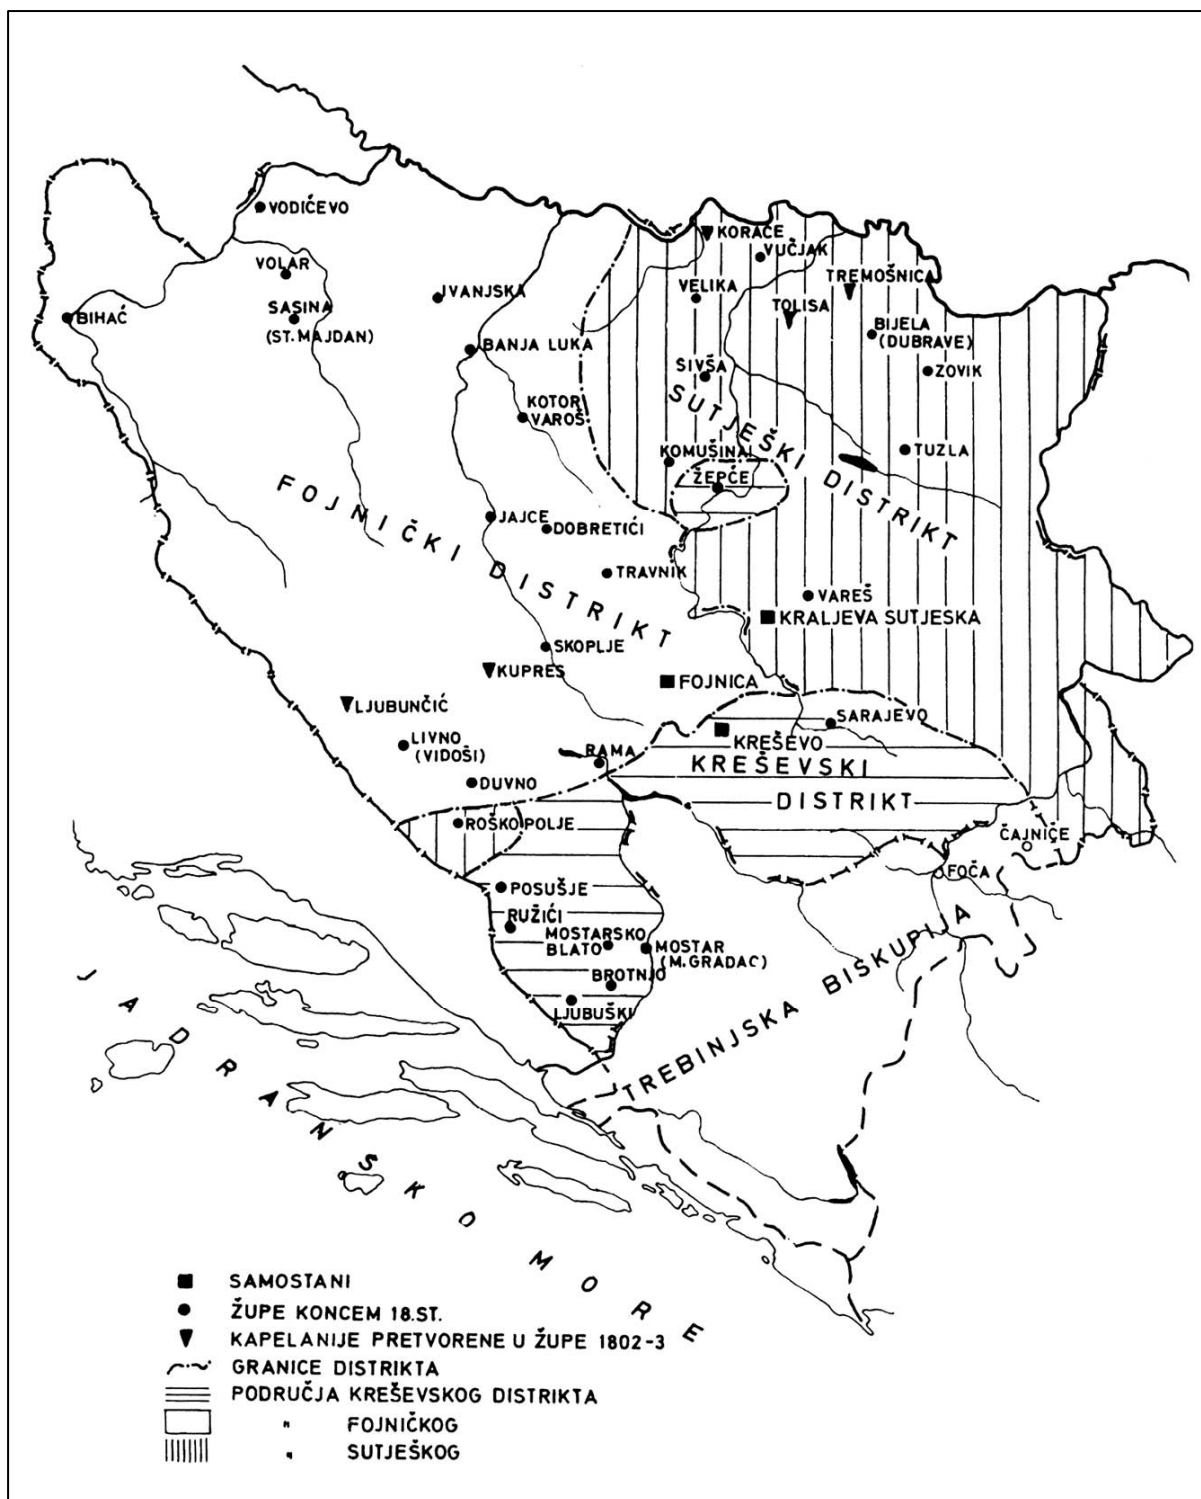 VODIĆEVO
VOLAR
SASINA
(ST. MAJDAN)
BIHAĆ
IVANJSKA
BANJA LUKA
KOTOR
VAROŠ
KORAĆE
VUČJAK
VELIKA
TREMOŠNICA
TOLISA
BIJELA
(DUBRAVE)
ZOVIK
SIVŠA
SUTJEŠKI DISTRIKT
KOMUŠINA
ŽEPČE
TUZLA
FOJNIČKI DISTRIKT
JAJCE
DOBRETIĆI
TRAVNIK
VAREŠ
KRALJEVA SUTJESKA
SKOPLJE
KUPRES
FOJNICA
LJUBUNČIĆ
LIVNO
(VIDOŠI)
DUVNO
RAMA
SARAJEVO
KREŠEVO
KREŠEVSKI
DISTRIKT
ROŠKO POLJE
ČAJNIČE
FOČA
POSUŠJE
RUŽIĆI
MOSTARSKO
BLATO
MOSTAR
(M. GRADAC)
BROTNJO
LJUBUŠKI
TREBINJSKA BISKUPIJA
JADRANSKO MORE
SAMOSTANI
ŽUPE KONCEM 18.ST.
KAPELANIJE PRETVORENE U ŽUPE 1802-3
GRANICE DISTRIKTA
PODRUČJA KREŠEVSKOG DISTRIKTA
" FOJNIČKOG
" SUTJEŠKOG